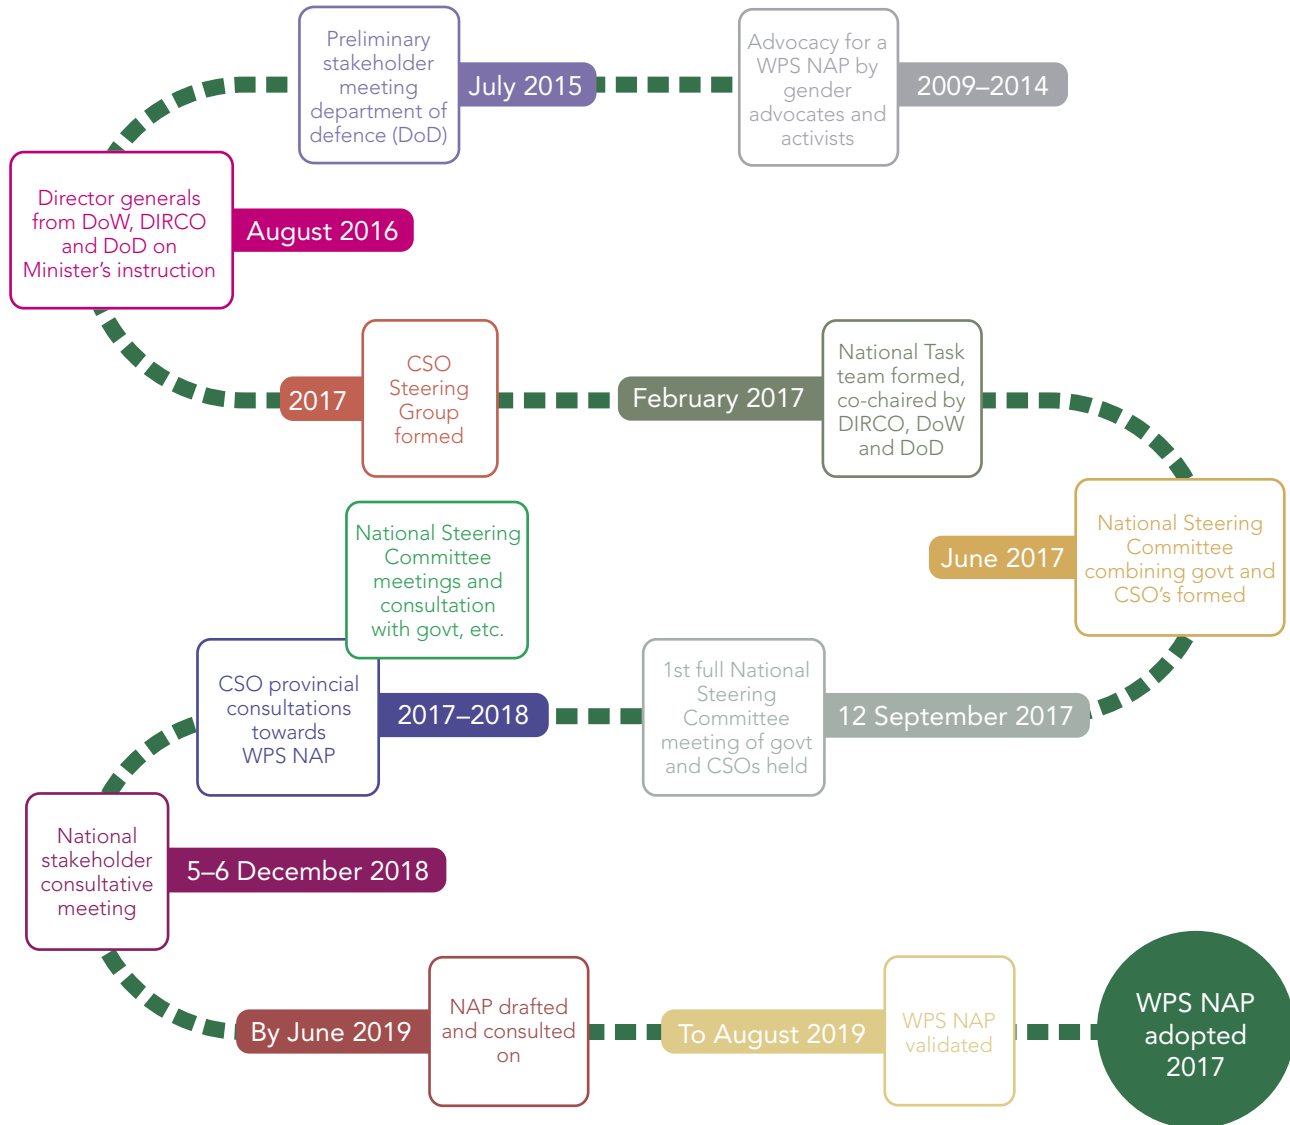 Advocacy for a
WPS NAP by
gender
advocates and
activists
2009–2014
Preliminary
stakeholder
meeting
department of
defence (DoD)
July 2015
Director generals
from DoW, DIRCO
and DoD on
Minister’s instruction
August 2016
2017
CSO
Steering
Group
formed
February 2017
National Task
team formed,
co-chaired by
DIRCO, DoW
and DoD
June 2017
National Steering
Committee
combining govt and
CSO’s formed
1st full National
Steering
Committee
meeting of govt
and CSOs held
12 September 2017
National Steering
Committee
meetings and
consultation
with govt, etc.
CSO provincial
consultations
towards
WPS NAP
2017–2018
National
stakeholder
consultative
meeting
5–6 December 2018
By June 2019
NAP drafted
and consulted
on
To August 2019
WPS NAP
validated
WPS NAP
adopted
2017